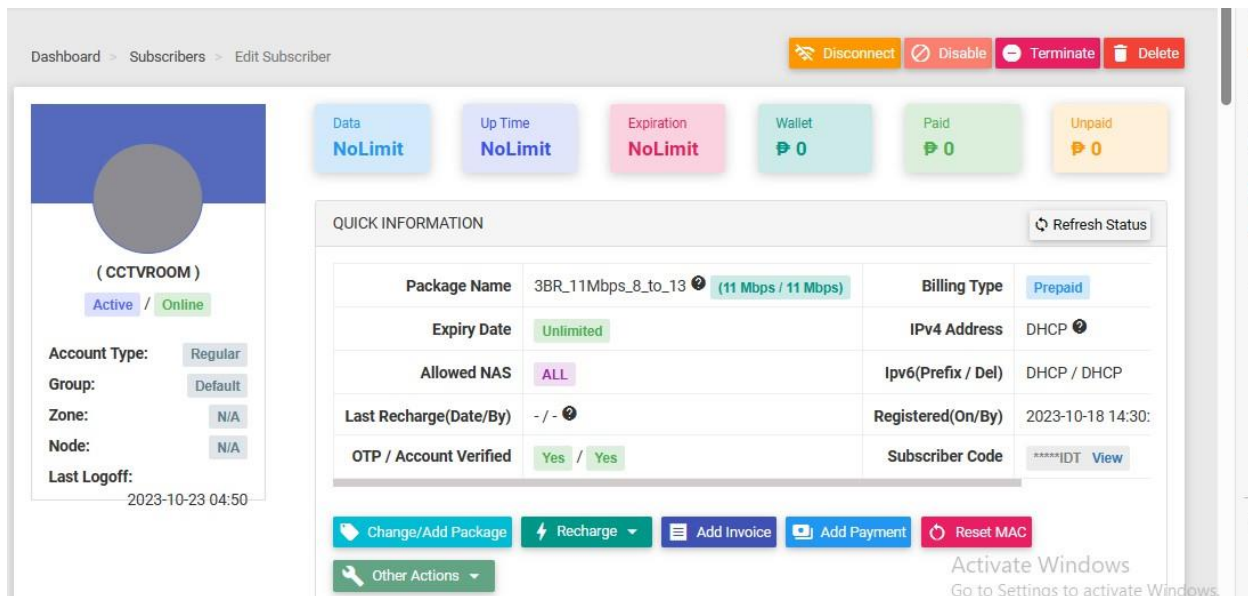 Dashboard > Subscribers > Edit Subscriber
Disconnect Disable Terminate Delete
Data Up Time Expiration Wallet Paid Unpaid
NoLimit NoLimit NoLimit ₱ 0 ₱ 0 ₱ 0
( CCTVROOM )
Active / Online
Account Type: Regular
Group: Default
Zone: N/A
Node: N/A
Last Logoff:
2023-10-23 04:50
QUICK INFORMATION Refresh Status
Package Name 3BR_11Mbps_8_to_13 (11 Mbps / 11 Mbps) Billing Type Prepaid
Expiry Date Unlimited IPv4 Address DHCP
Allowed NAS ALL Ipv6(Prefix / Del) DHCP / DHCP
Last Recharge(Date/By) - / - Registered(On/By) 2023-10-18 14:30:
OTP / Account Verified Yes / Yes Subscriber Code *****IDT View
Change/Add Package Recharge Add Invoice Add Payment Reset MAC
Other Actions
Activate Windows
Go to Settings to activate Windows.